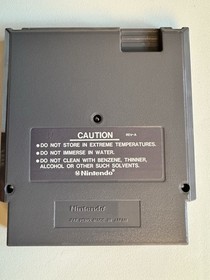 CAUTION
REV-A
•DO NOT STORE IN EXTREME TEMPERATURES.
•DO NOT IMMERSE IN WATER.
•DO NOT CLEAN WITH BENZENE, THINNER,
ALCOHOL OR OTHER SUCH SOLVENTS.
Nintendo
Nintendo